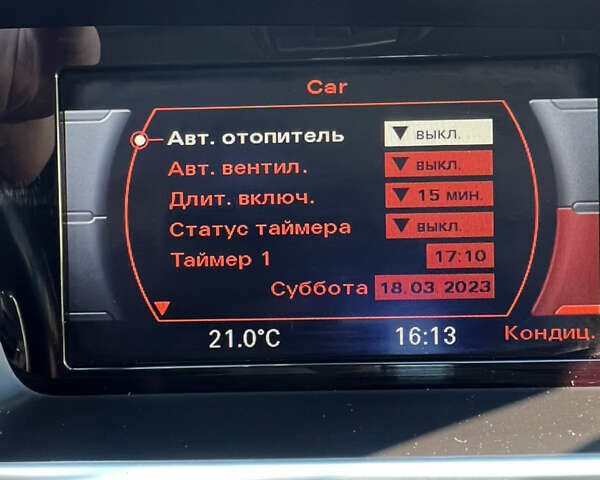 Car
Авт. отопитель ▼ выкл.
Авт. вентил. ▼ выкл.
Длит. включ. ▼ 15 мин.
Статус таймера ▼ выкл.
Таймер 1 17:10
Суббота 18.03.2023
21.0°C 16:13 Кондиц.